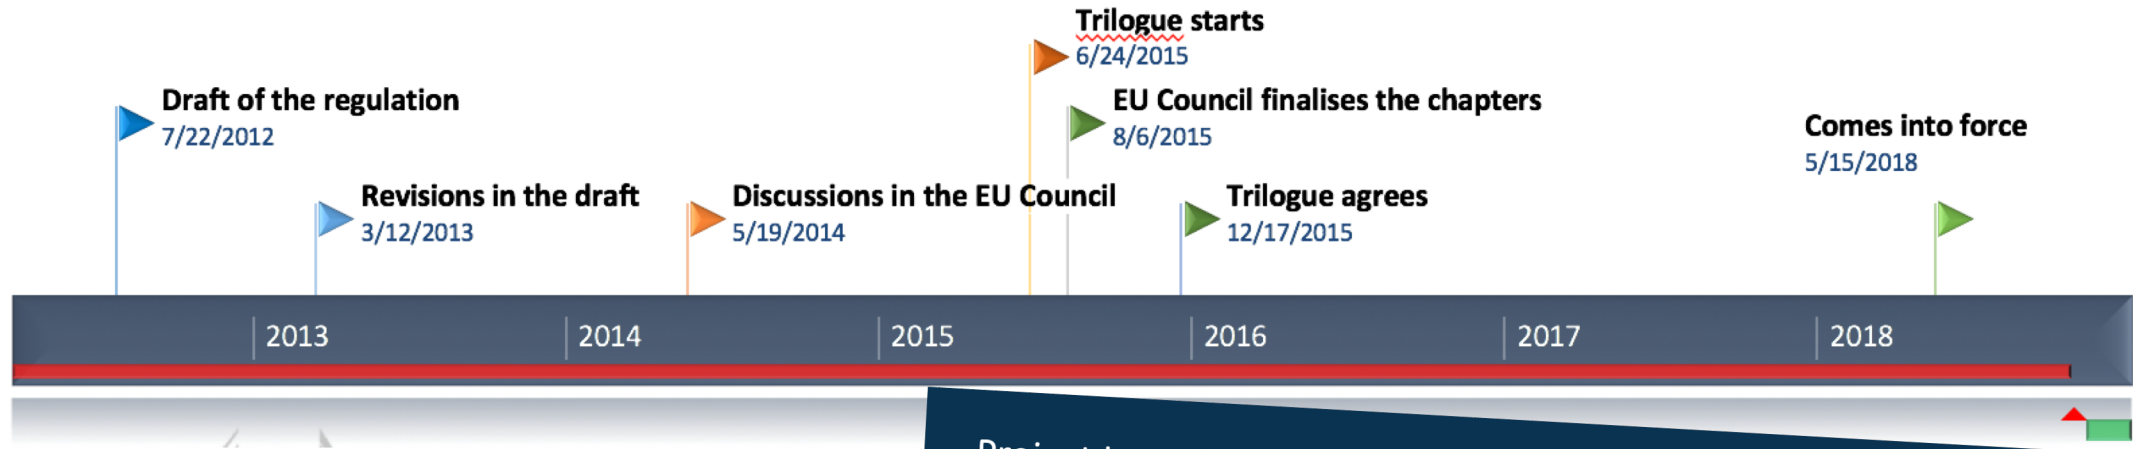 Trilogue starts
6/24/2015
Draft of the regulation
7/22/2012
EU Council finalises the chapters
8/6/2015
Comes into force
5/15/2018
Revisions in the draft
3/12/2013
Discussions in the EU Council
5/19/2014
Trilogue agrees
12/17/2015
2013
2014
2015
2016
2017
2018